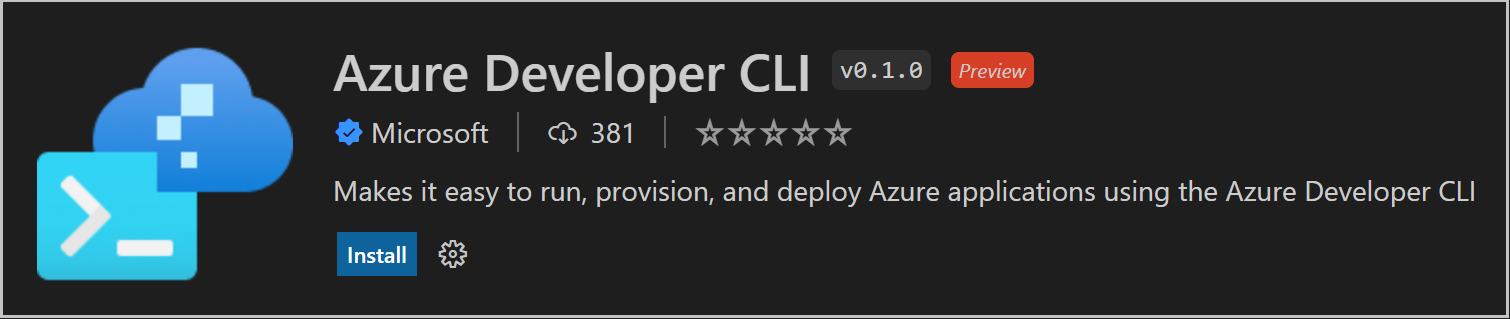 Azure Developer CLI v0.1.0 Preview
Microsoft 381
Makes it easy to run, provision, and deploy Azure applications using the Azure Developer CLI
Install